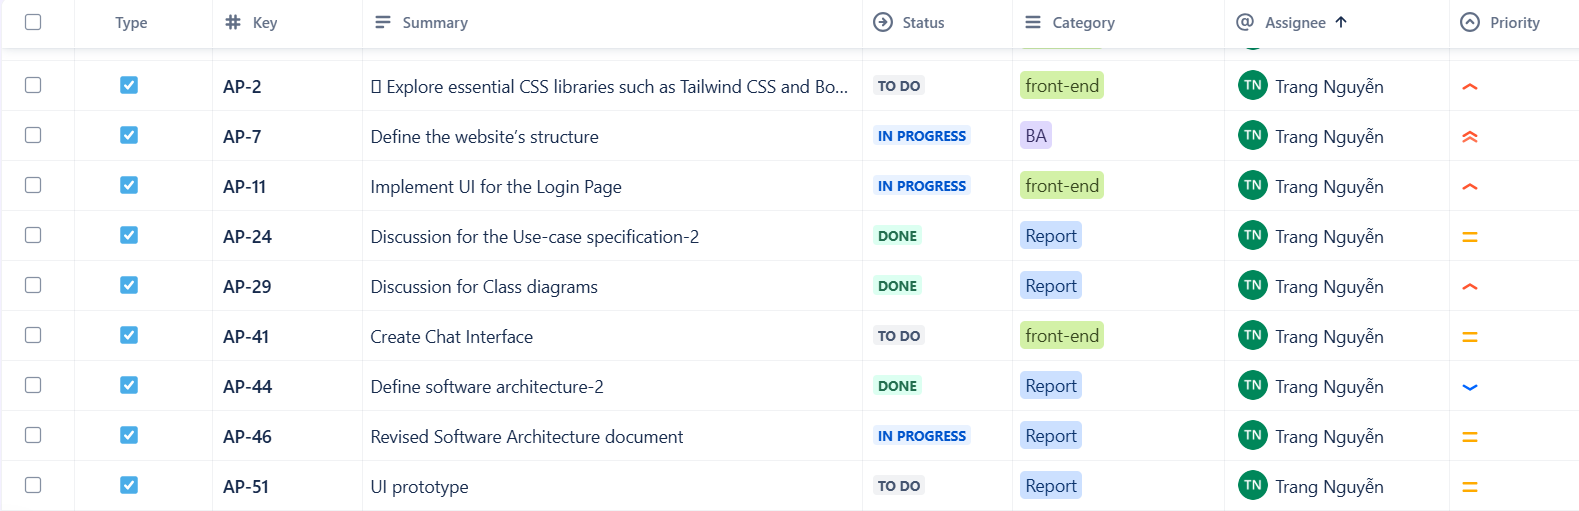 Type Key Summary Status Category Assignee Priority
AP-2 Explore essential CSS libraries such as Tailwind CSS and Bo... TO DO front-end TN Trang Nguyễn
AP-7 Define the website’s structure IN PROGRESS BA TN Trang Nguyễn
AP-11 Implement UI for the Login Page IN PROGRESS front-end TN Trang Nguyễn
AP-24 Discussion for the Use-case specification-2 DONE Report TN Trang Nguyễn
AP-29 Discussion for Class diagrams DONE Report TN Trang Nguyễn
AP-41 Create Chat Interface TO DO front-end TN Trang Nguyễn
AP-44 Define software architecture-2 DONE Report TN Trang Nguyễn
AP-46 Revised Software Architecture document IN PROGRESS Report TN Trang Nguyễn
AP-51 UI prototype TO DO Report TN Trang Nguyễn